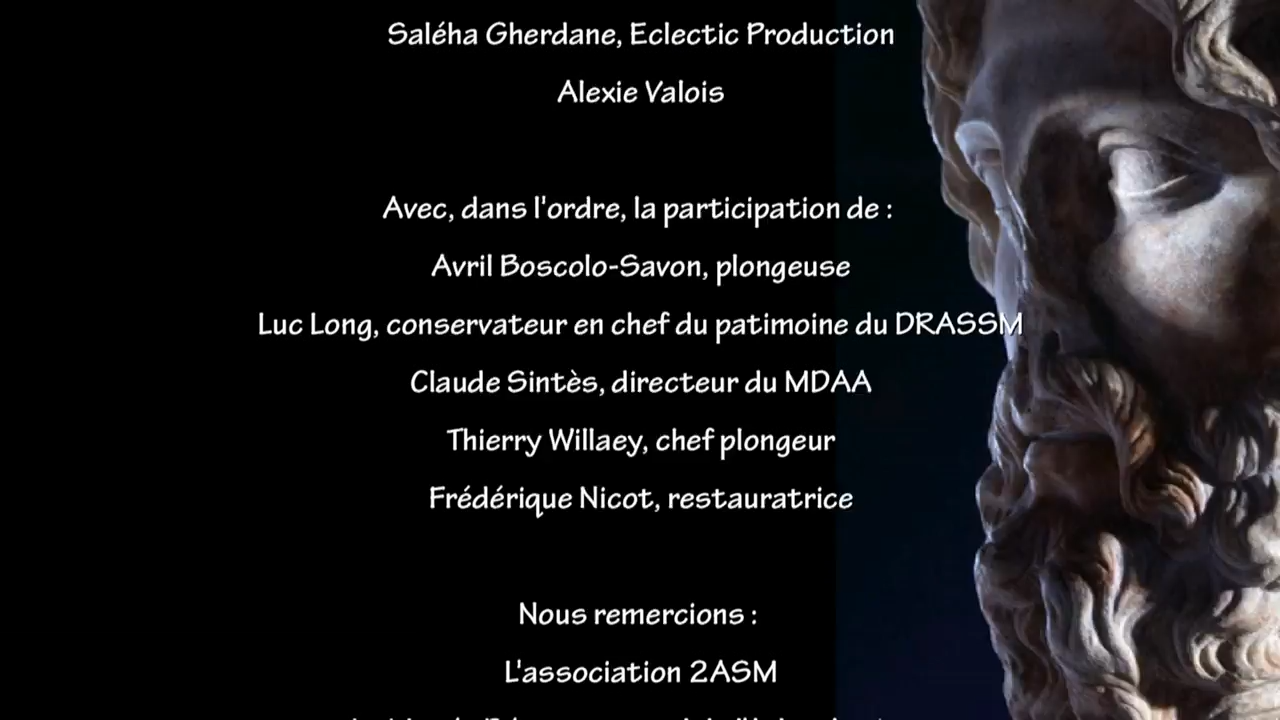 Saléha Gherdane, Eclectic Production
Alexie Valois
Avec, dans l'ordre, la participation de :
Avril Boscolo-Savon, plongeuse
Luc Long, conservateur en chef du patimoine du DRASSM
Claude Sintès, directeur du MDAA
Thierry Willaey, chef plongeur
Frédérique Nicot, restauratrice
Nous remercions :
L'association 2ASM